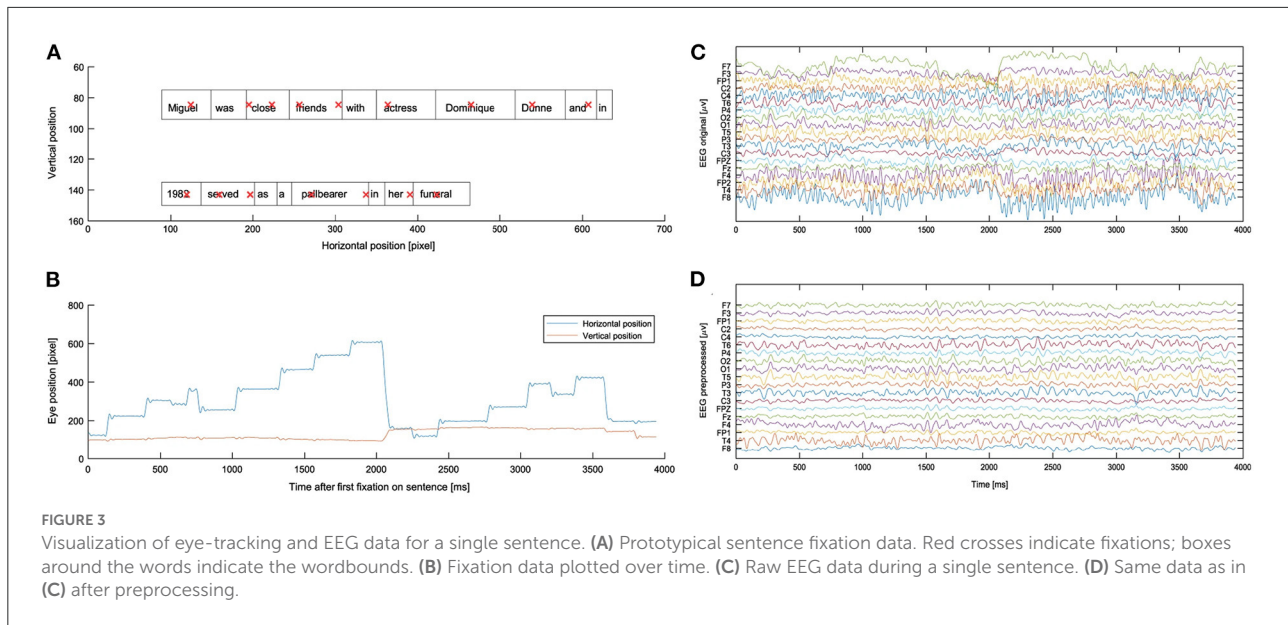 A
60
80
100
120
140
160
Vertical position
Miguel was close friends with actress Dominique Dunne and in
1982 served as a pallbearer in her funeral
0 100 200 300 400 500 600 700
Horizontal position [pixel]
B
800
600
400
200
0
Eye position [pixel]
Horizontal position
Vertical position
0 500 1000 1500 2000 2500 3000 3500 4000
Time after first fixation on sentence [ms]
C
EEG original [μv]
F7
F3
FP1
C2
C4
T6
P4
O2
O1
T5
P3
T3
C3
FPZ
Fz
F4
FP2
T4
F8
0 500 1000 1500 2000 2500 3000 3500 4000
D
EEG preprocessed [μv]
F7
F3
FP1
C2
C4
T6
P4
O2
O1
T5
P3
T3
C3
FPZ
Fz
F4
FP1
T4
F8
0 500 1000 1500 2000 2500 3000 3500 4000
Time [ms]
FIGURE 3
Visualization of eye-tracking and EEG data for a single sentence. (A) Prototypical sentence fixation data. Red crosses indicate fixations; boxes
around the words indicate the wordbounds. (B) Fixation data plotted over time. (C) Raw EEG data during a single sentence. (D) Same data as in
(C) after preprocessing.